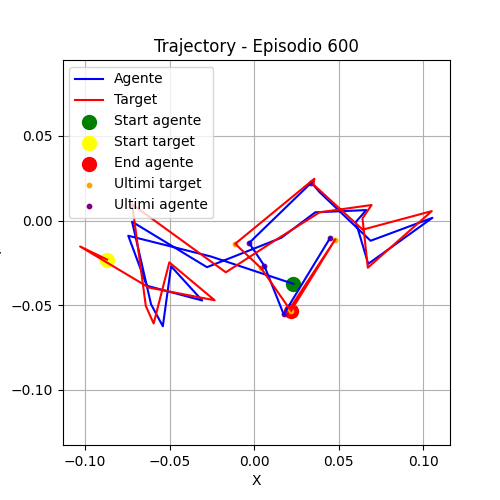 Trajectory - Episodio 600
Agente
Target
Start agente
Start target
End agente
Ultimi target
Ultimi agente
0.05
0.00
−0.05
−0.10
−0.10
−0.05
0.00
0.05
0.10
X